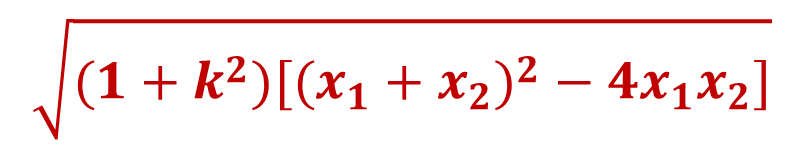 √((1 + k²)[(x₁ + x₂)² − 4x₁x₂])